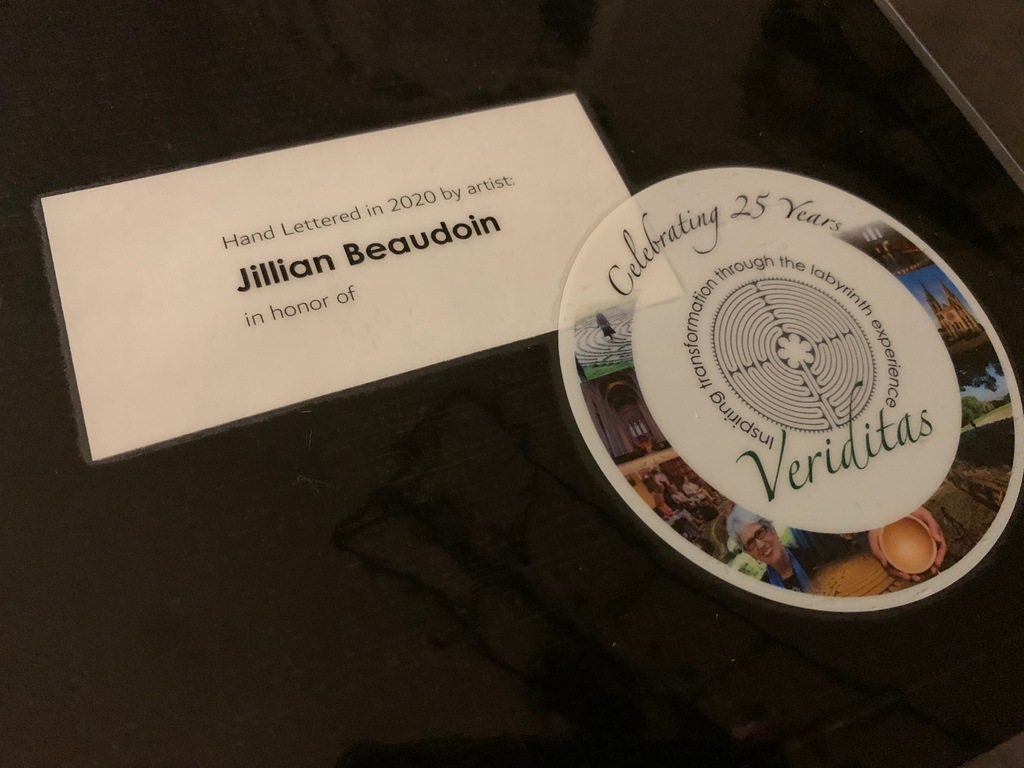 Hand Lettered in 2020 by artist:
Jillian Beaudoin
in honor of
Celebrating 25 Years
Inspiring transformation through the labyrinth experience
Veriditas